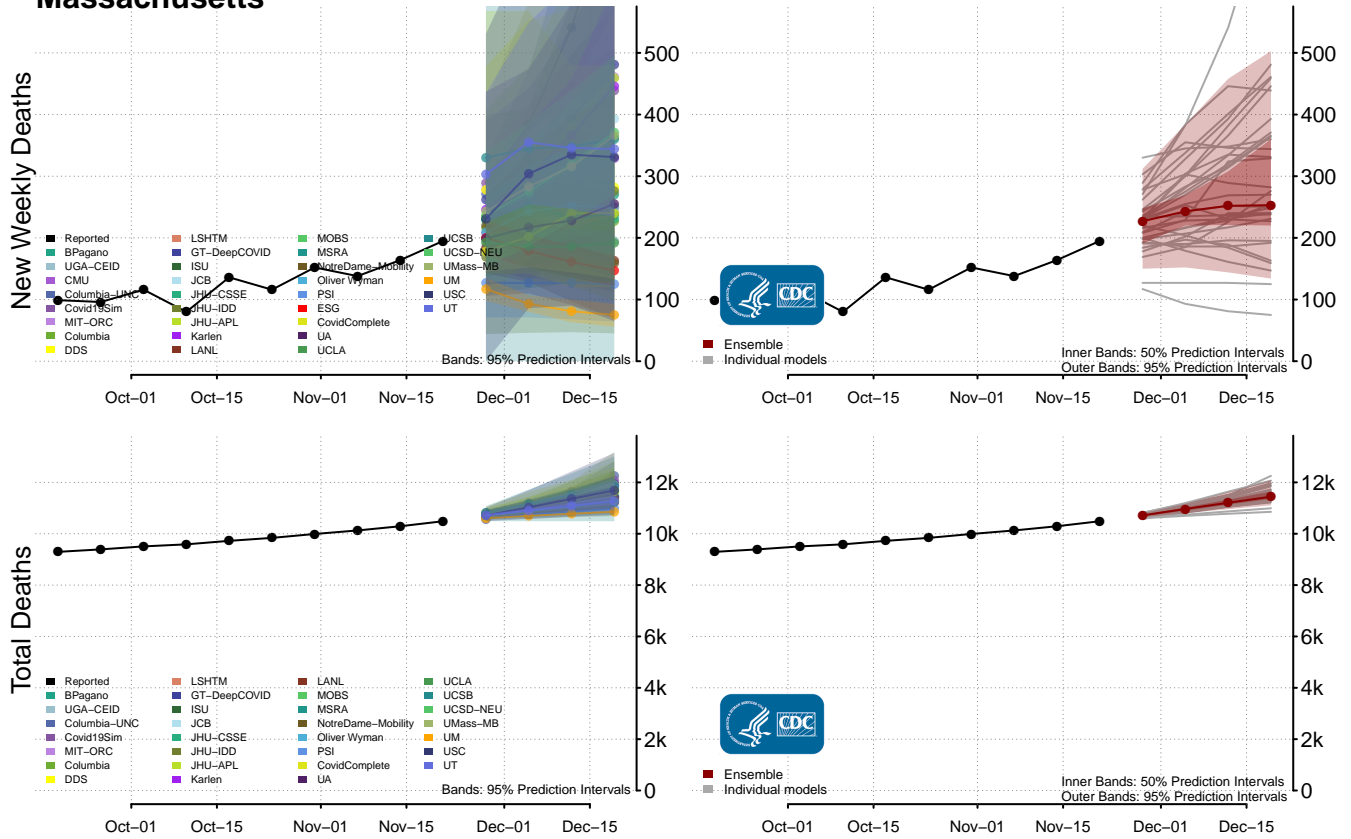 Massachusetts
New Weekly Deaths
500
400
300
200
100
0
Reported
BPagano
UGA−CEID
CMU
Columbia−UNC
Covid19Sim
MIT−ORC
Columbia
DDS
LSHTM
GT−DeepCOVID
ISU
JCB
JHU−CSSE
JHU−IDD
JHU−APL
Karlen
LANL
MOBS
MSRA
NotreDame−Mobility
Oliver Wyman
PSI
ESG
CovidComplete
UA
UCLA
UCSB
UCSD−NEU
UMass−MB
UM
USC
UT
Bands: 95% Prediction Intervals
Oct−01 Oct−15 Nov−01 Nov−15 Dec−01 Dec−15
500
400
300
200
100
0
CDC
Ensemble
Individual models
Inner Bands: 50% Prediction Intervals
Outer Bands: 95% Prediction Intervals
Oct−01 Oct−15 Nov−01 Nov−15 Dec−01 Dec−15
Total Deaths
12k
10k
8k
6k
4k
2k
0
Reported
BPagano
UGA−CEID
Columbia−UNC
Covid19Sim
MIT−ORC
Columbia
DDS
LSHTM
GT−DeepCOVID
ISU
JCB
JHU−CSSE
JHU−IDD
JHU−APL
Karlen
LANL
MOBS
MSRA
NotreDame−Mobility
Oliver Wyman
PSI
CovidComplete
UA
UCLA
UCSB
UCSD−NEU
UMass−MB
UM
USC
UT
Bands: 95% Prediction Intervals
Oct−01 Oct−15 Nov−01 Nov−15 Dec−01 Dec−15
12k
10k
8k
6k
4k
2k
0
CDC
Ensemble
Individual models
Inner Bands: 50% Prediction Intervals
Outer Bands: 95% Prediction Intervals
Oct−01 Oct−15 Nov−01 Nov−15 Dec−01 Dec−15